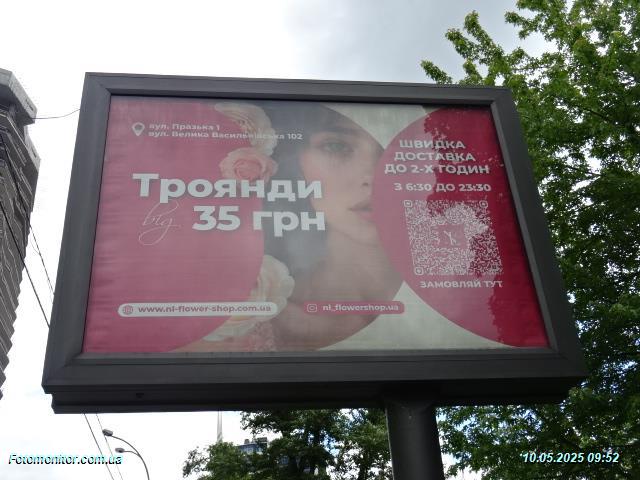 вул. Празька 1
вул. Велика Васильківська 102
Троянди
від 35 грн
ШВИДКА
ДОСТАВКА
ДО 2-Х ГОДИН
З 6:30 ДО 23:30
ЗАМОВЛЯЙ ТУТ
www.nl-flower-shop.com.ua
nl_flowershop.ua
Fotomonitor.com.ua
10.05.2025 09:52